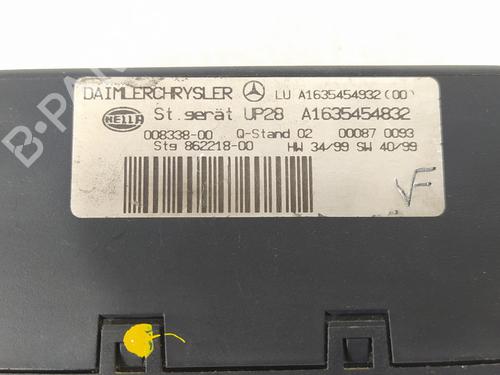 DAIMLERCHRYSLER LU A1635454932(00)
HELLA St.gerät UP28 A1635454832
008338-00 Q-Stand 02 00087 0093
Stg 862218-00 HW 34/99 SW 40/99
VF
B-PARTS